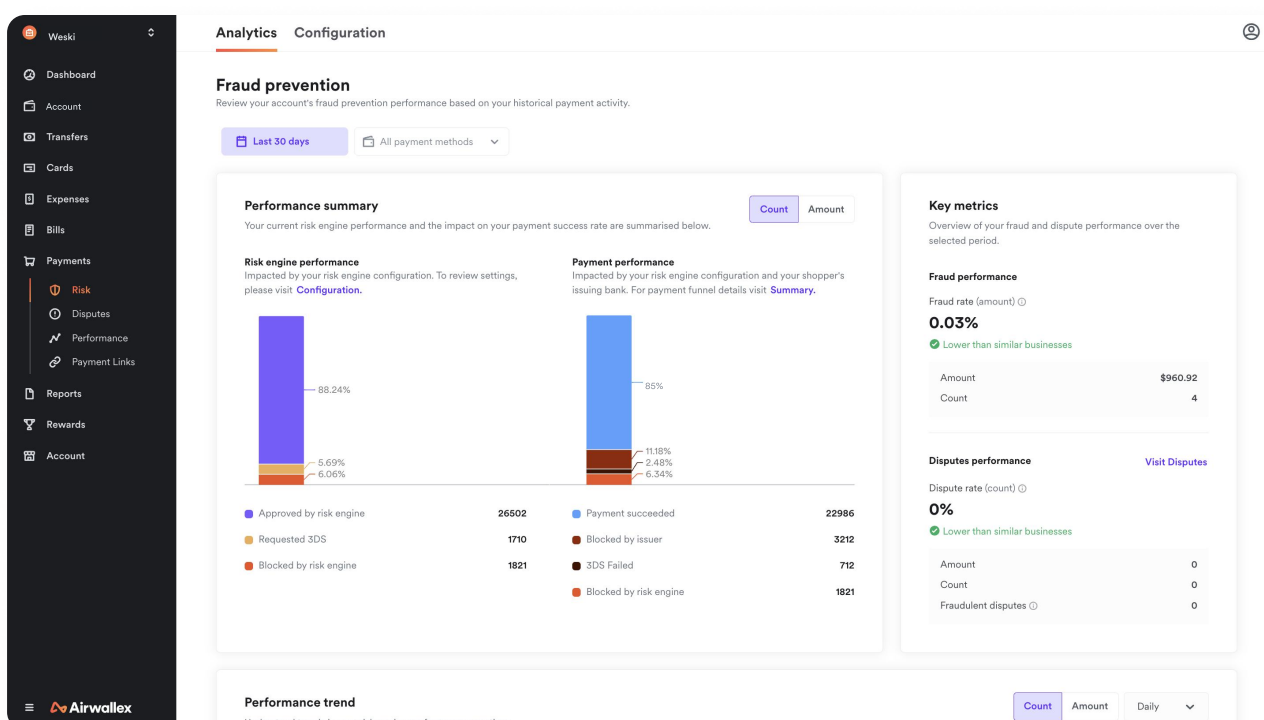 Weski
Dashboard
Account
Transfers
Cards
Expenses
Bills
Payments
Risk
Disputes
Performance
Payment Links
Reports
Rewards
Account
Airwallex
Analytics Configuration
Fraud prevention
Review your account's fraud prevention performance based on your historical payment activity.
Last 30 days
All payment methods
Performance summary
Your current risk engine performance and the impact on your payment success rate are summarised below.
Count Amount
Risk engine performance
Impacted by your risk engine configuration. To review settings,
please visit Configuration.
88.24%
5.69%
6.06%
Approved by risk engine 26502
Requested 3DS 1710
Blocked by risk engine 1821
Payment performance
Impacted by your risk engine configuration and your shopper's
issuing bank. For payment funnel details visit Summary.
85%
11.18%
2.48%
6.34%
Payment succeeded 22986
Blocked by issuer 3212
3DS Failed 712
Blocked by risk engine 1821
Key metrics
Overview of your fraud and dispute performance over the
selected period.
Fraud performance
Fraud rate (amount)
0.03%
Lower than similar businesses
Amount $960.92
Count 4
Disputes performance Visit Disputes
Dispute rate (count)
0%
Lower than similar businesses
Amount 0
Count 0
Fraudulent disputes 0
Performance trend
Count Amount Daily